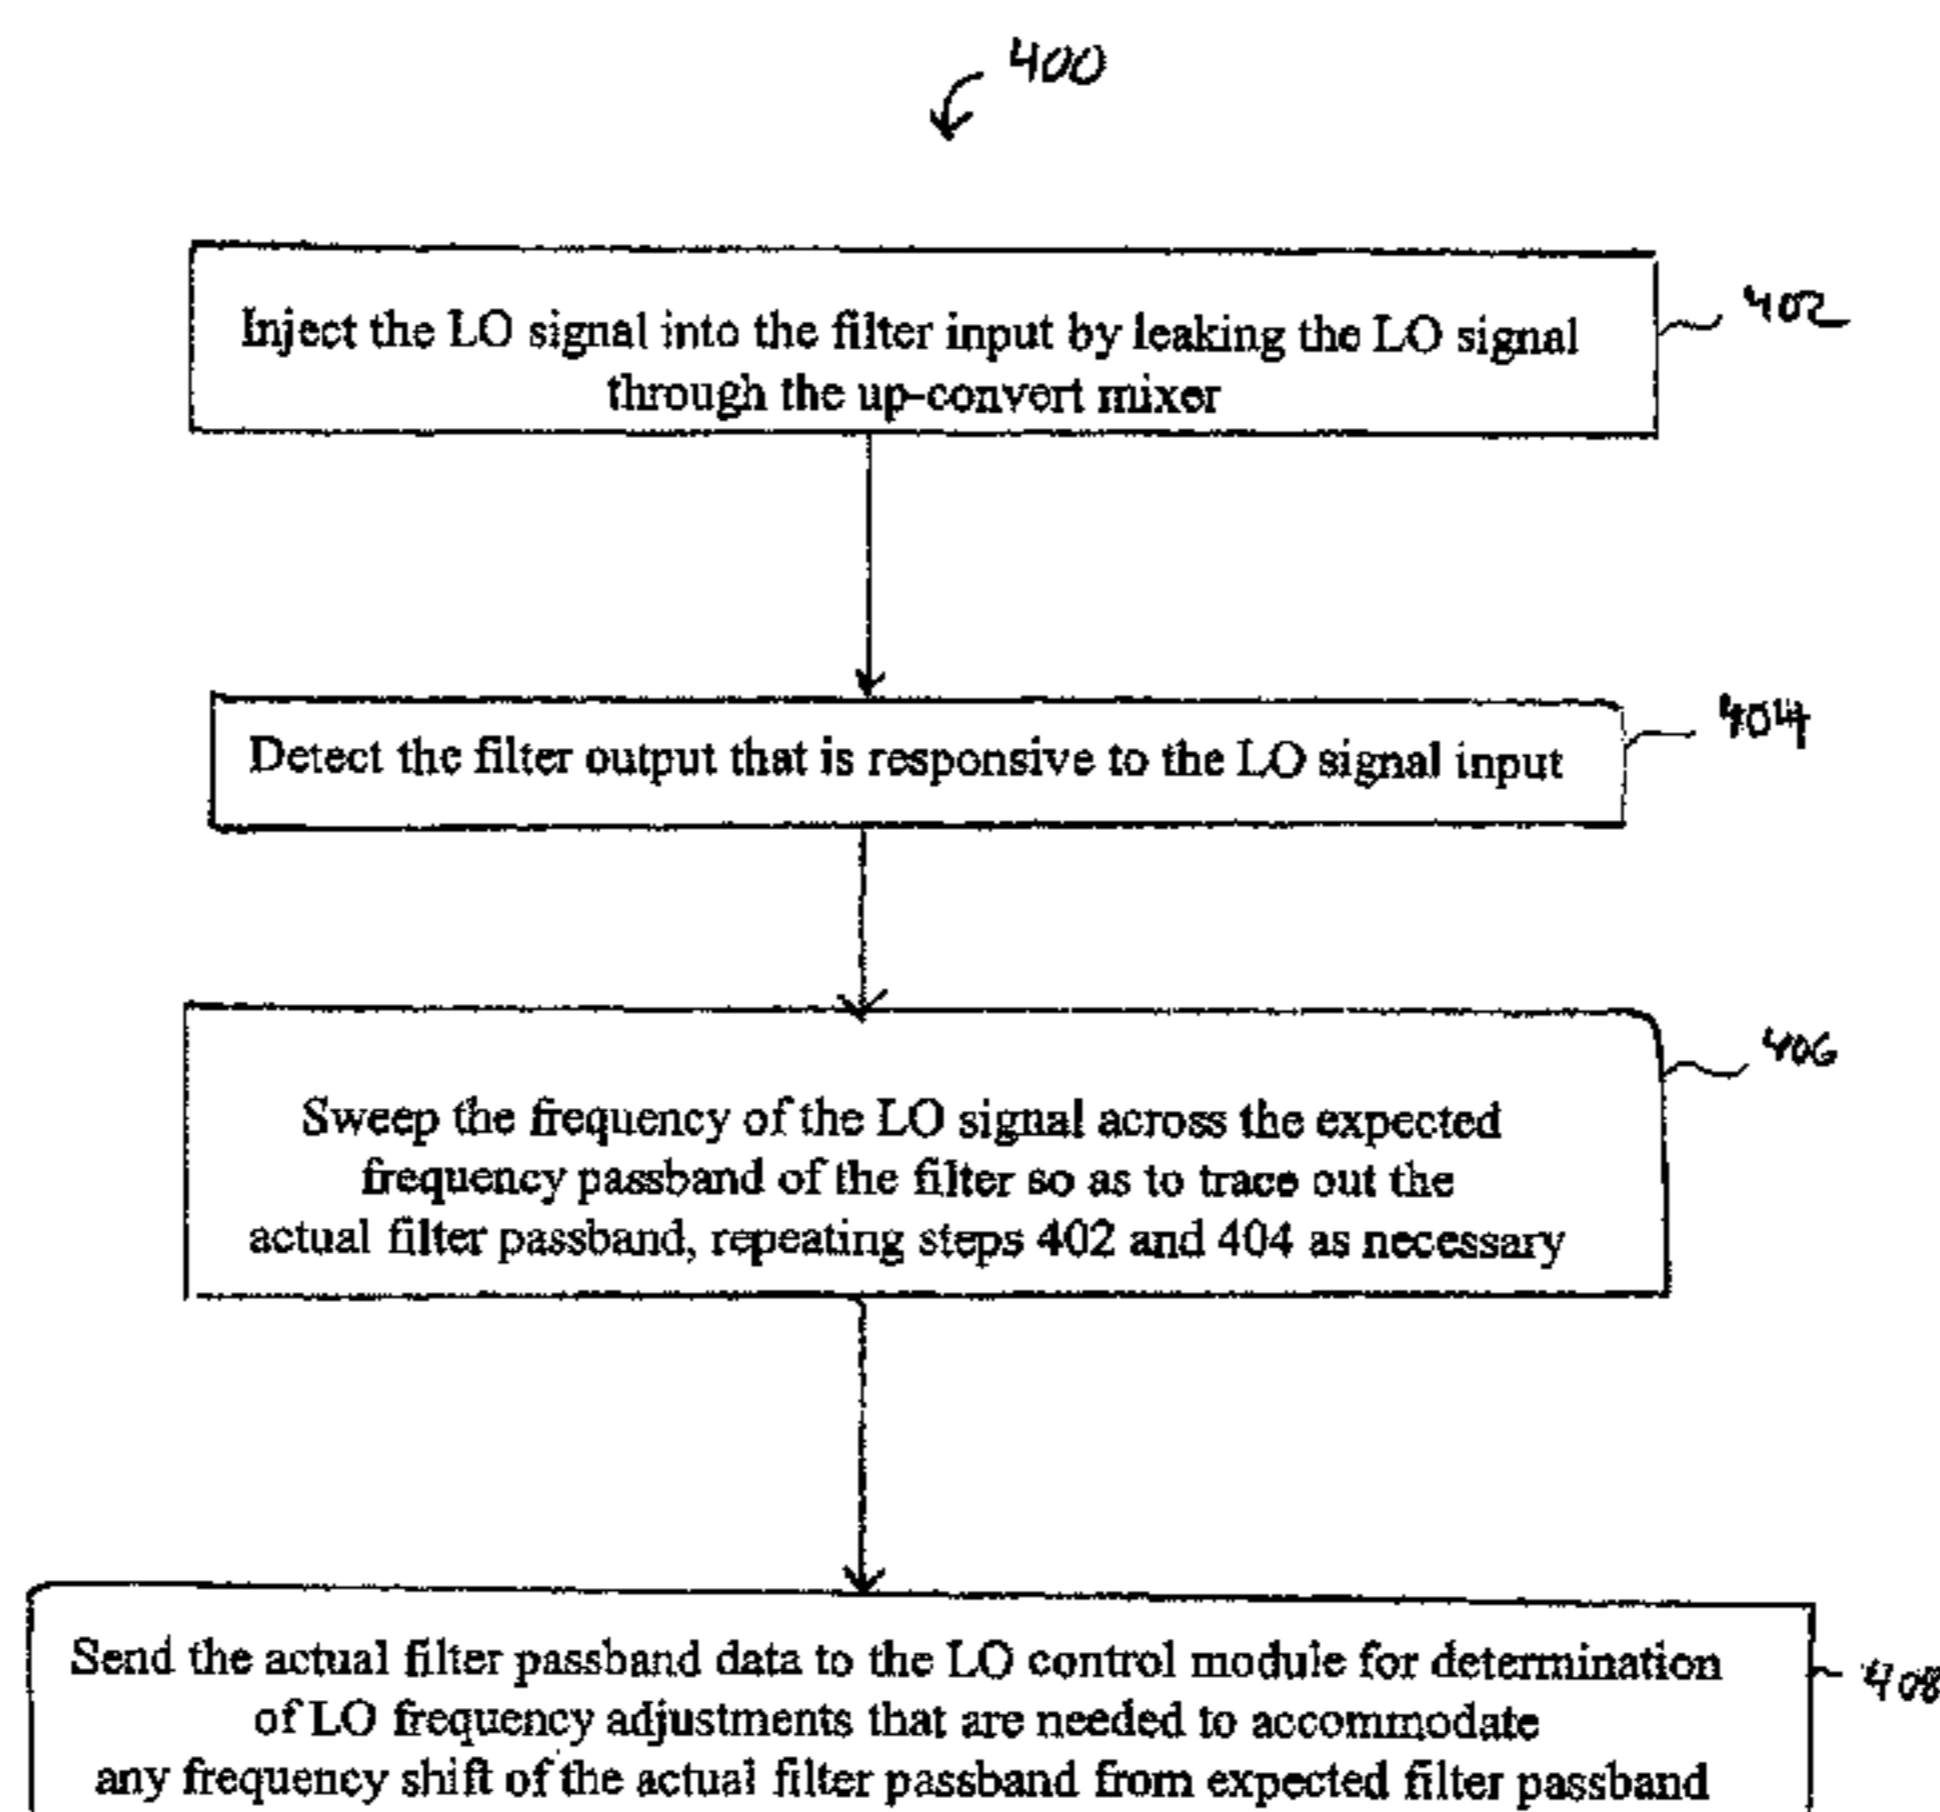 400
Inject the LO signal into the filter input by leaking the LO signal
through the up-convert mixer
402
Detect the filter output that is responsive to the LO signal input
404
Sweep the frequency of the LO signal across the expected
frequency passband of the filter so as to trace out the
actual filter passband, repeating steps 402 and 404 as necessary
406
Send the actual filter passband data to the LO control module for determination
of LO frequency adjustments that are needed to accommodate
any frequency shift of the actual filter passband from expected filter passband
408